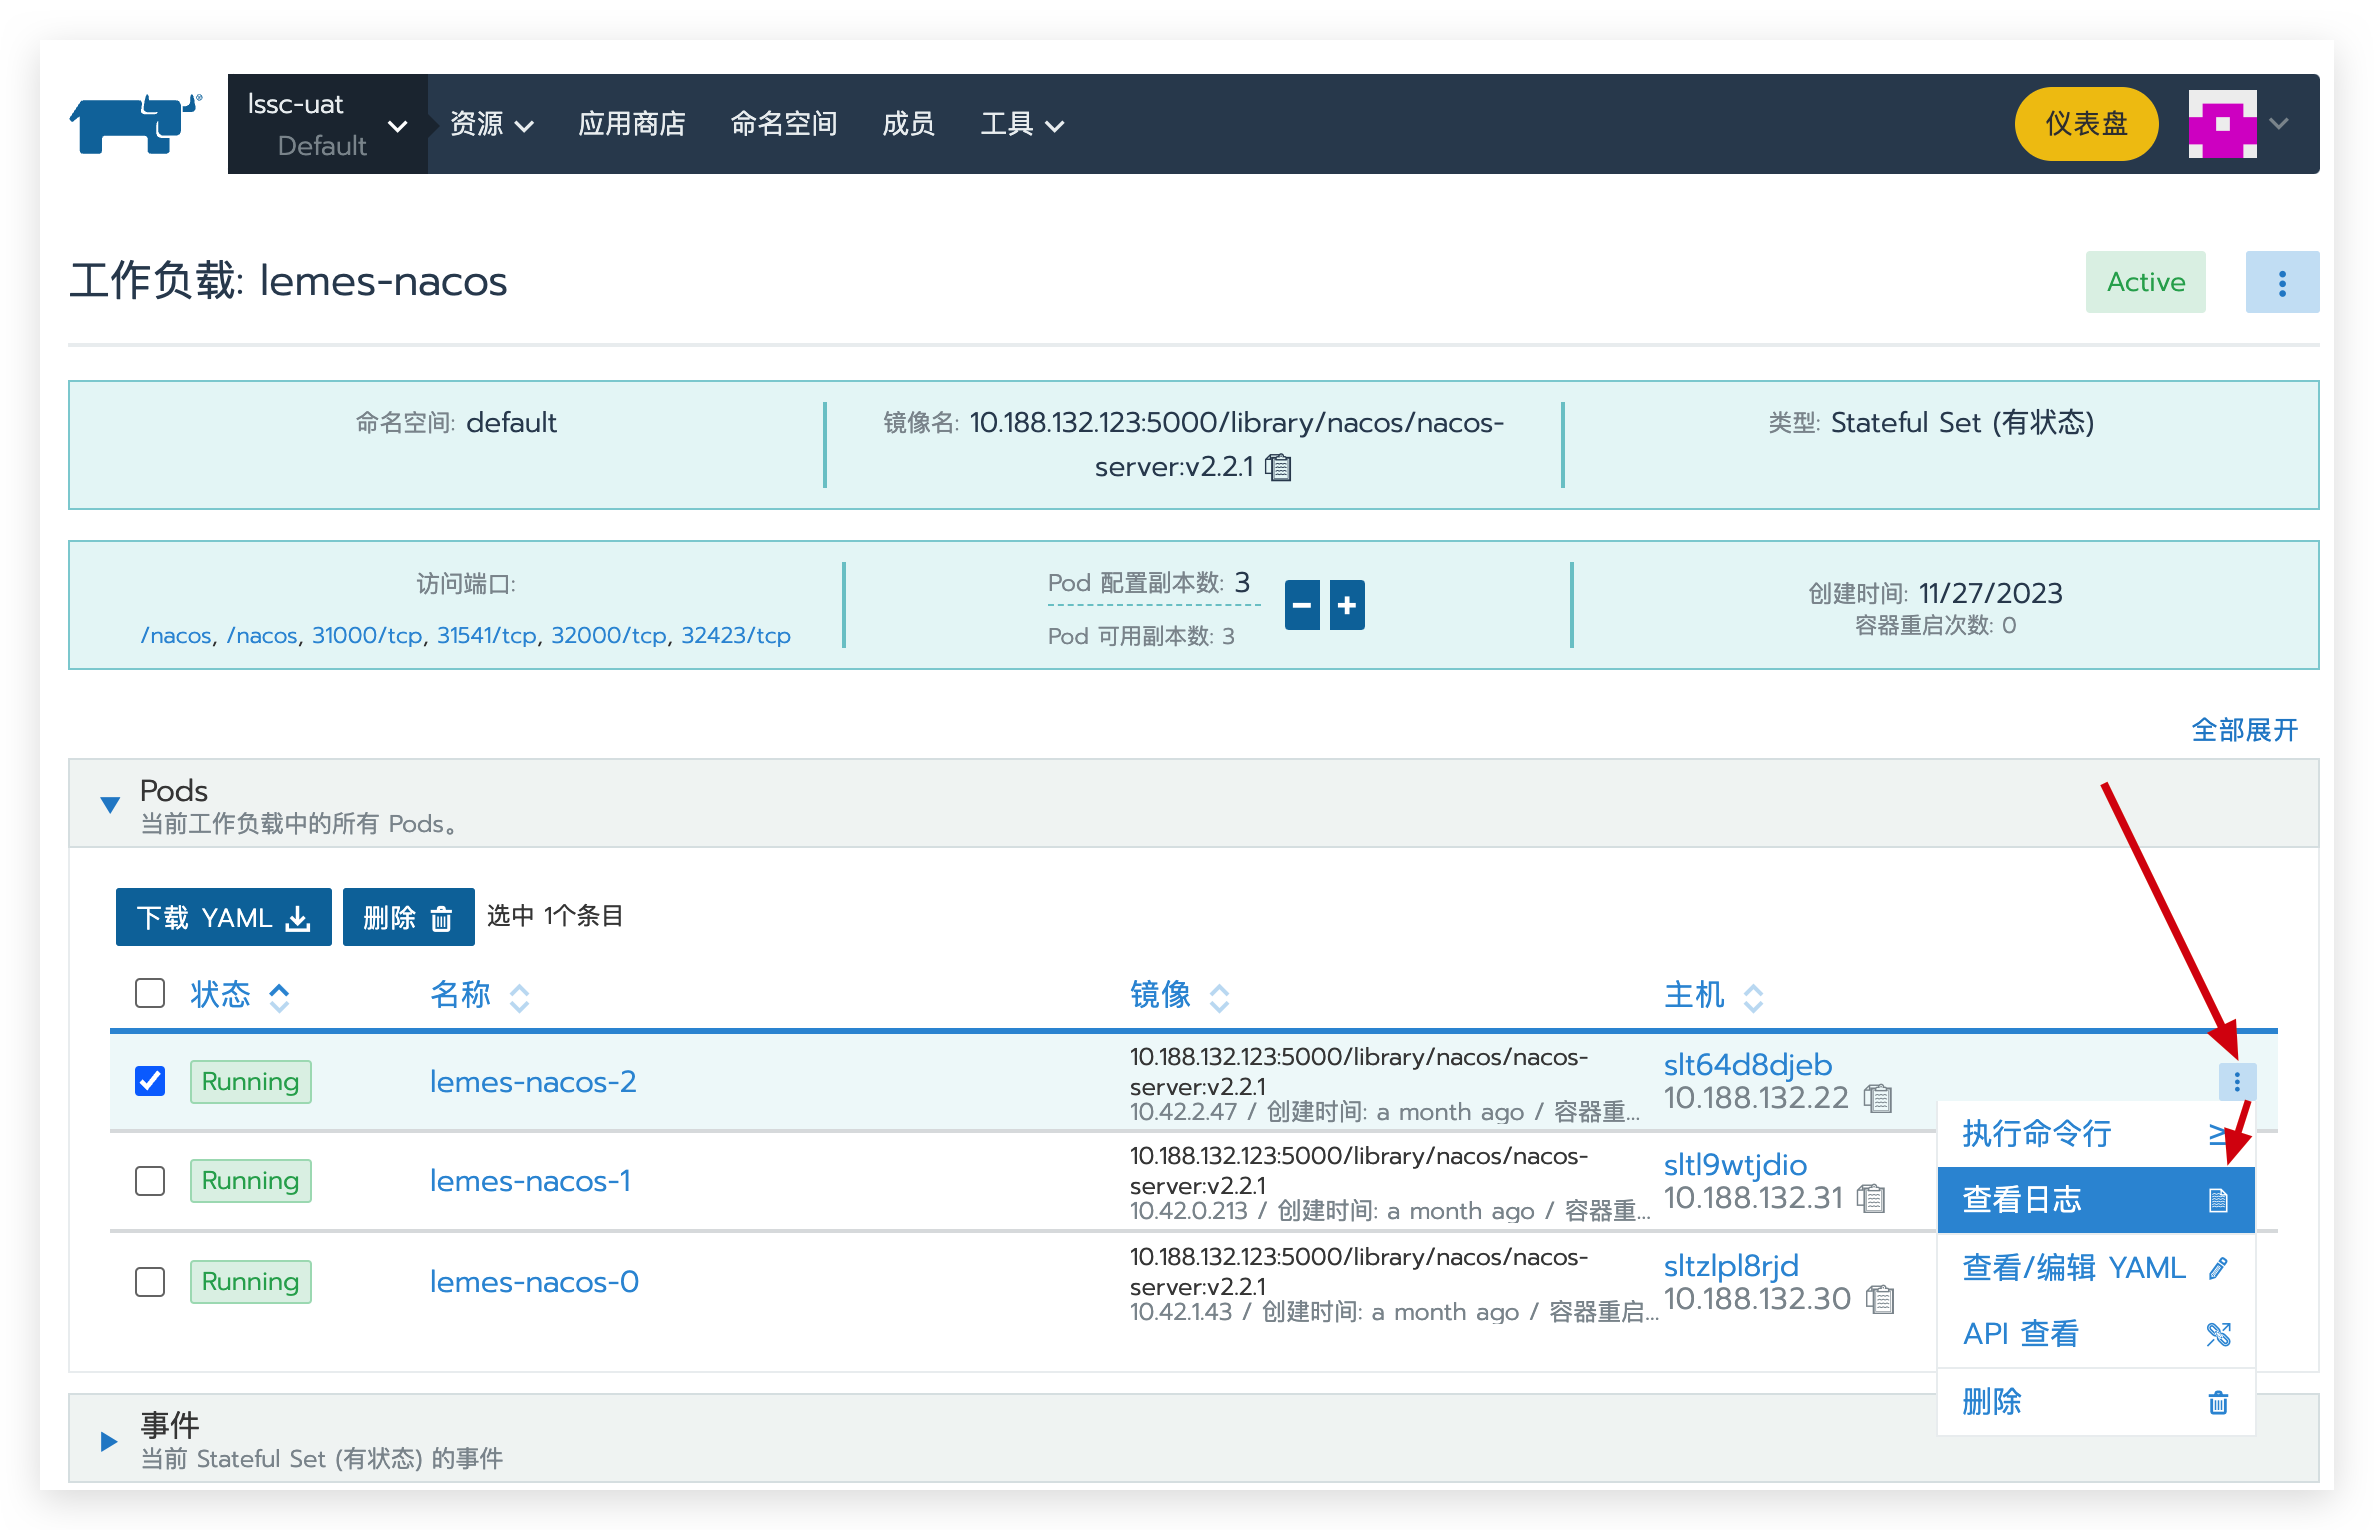 lssc-uat
Default
资源
应用商店
命名空间
成员
工具
仪表盘
工作负载: lemes-nacos
Active
命名空间: default
镜像名: 10.188.132.123:5000/library/nacos/nacos-
server:v2.2.1
类型: Stateful Set (有状态)
访问端口:
/nacos, /nacos, 31000/tcp, 31541/tcp, 32000/tcp, 32423/tcp
Pod 配置副本数: 3
Pod 可用副本数: 3
创建时间: 11/27/2023
容器重启次数: 0
全部展开
Pods
当前工作负载中的所有 Pods。
下载 YAML
删除
选中 1个条目
状态
名称
镜像
主机
Running
lemes-nacos-2
10.188.132.123:5000/library/nacos/nacos-
server:v2.2.1
10.42.2.47 / 创建时间: a month ago / 容器重...
slt64d8djeb
10.188.132.22
Running
lemes-nacos-1
10.188.132.123:5000/library/nacos/nacos-
server:v2.2.1
10.42.0.213 / 创建时间: a month ago / 容器重...
sltl9wtjdio
10.188.132.31
Running
lemes-nacos-0
10.188.132.123:5000/library/nacos/nacos-
server:v2.2.1
10.42.1.43 / 创建时间: a month ago / 容器重启...
sltzlpl8rjd
10.188.132.30
执行命令行
查看日志
查看/编辑 YAML
API 查看
删除
事件
当前 Stateful Set (有状态) 的事件